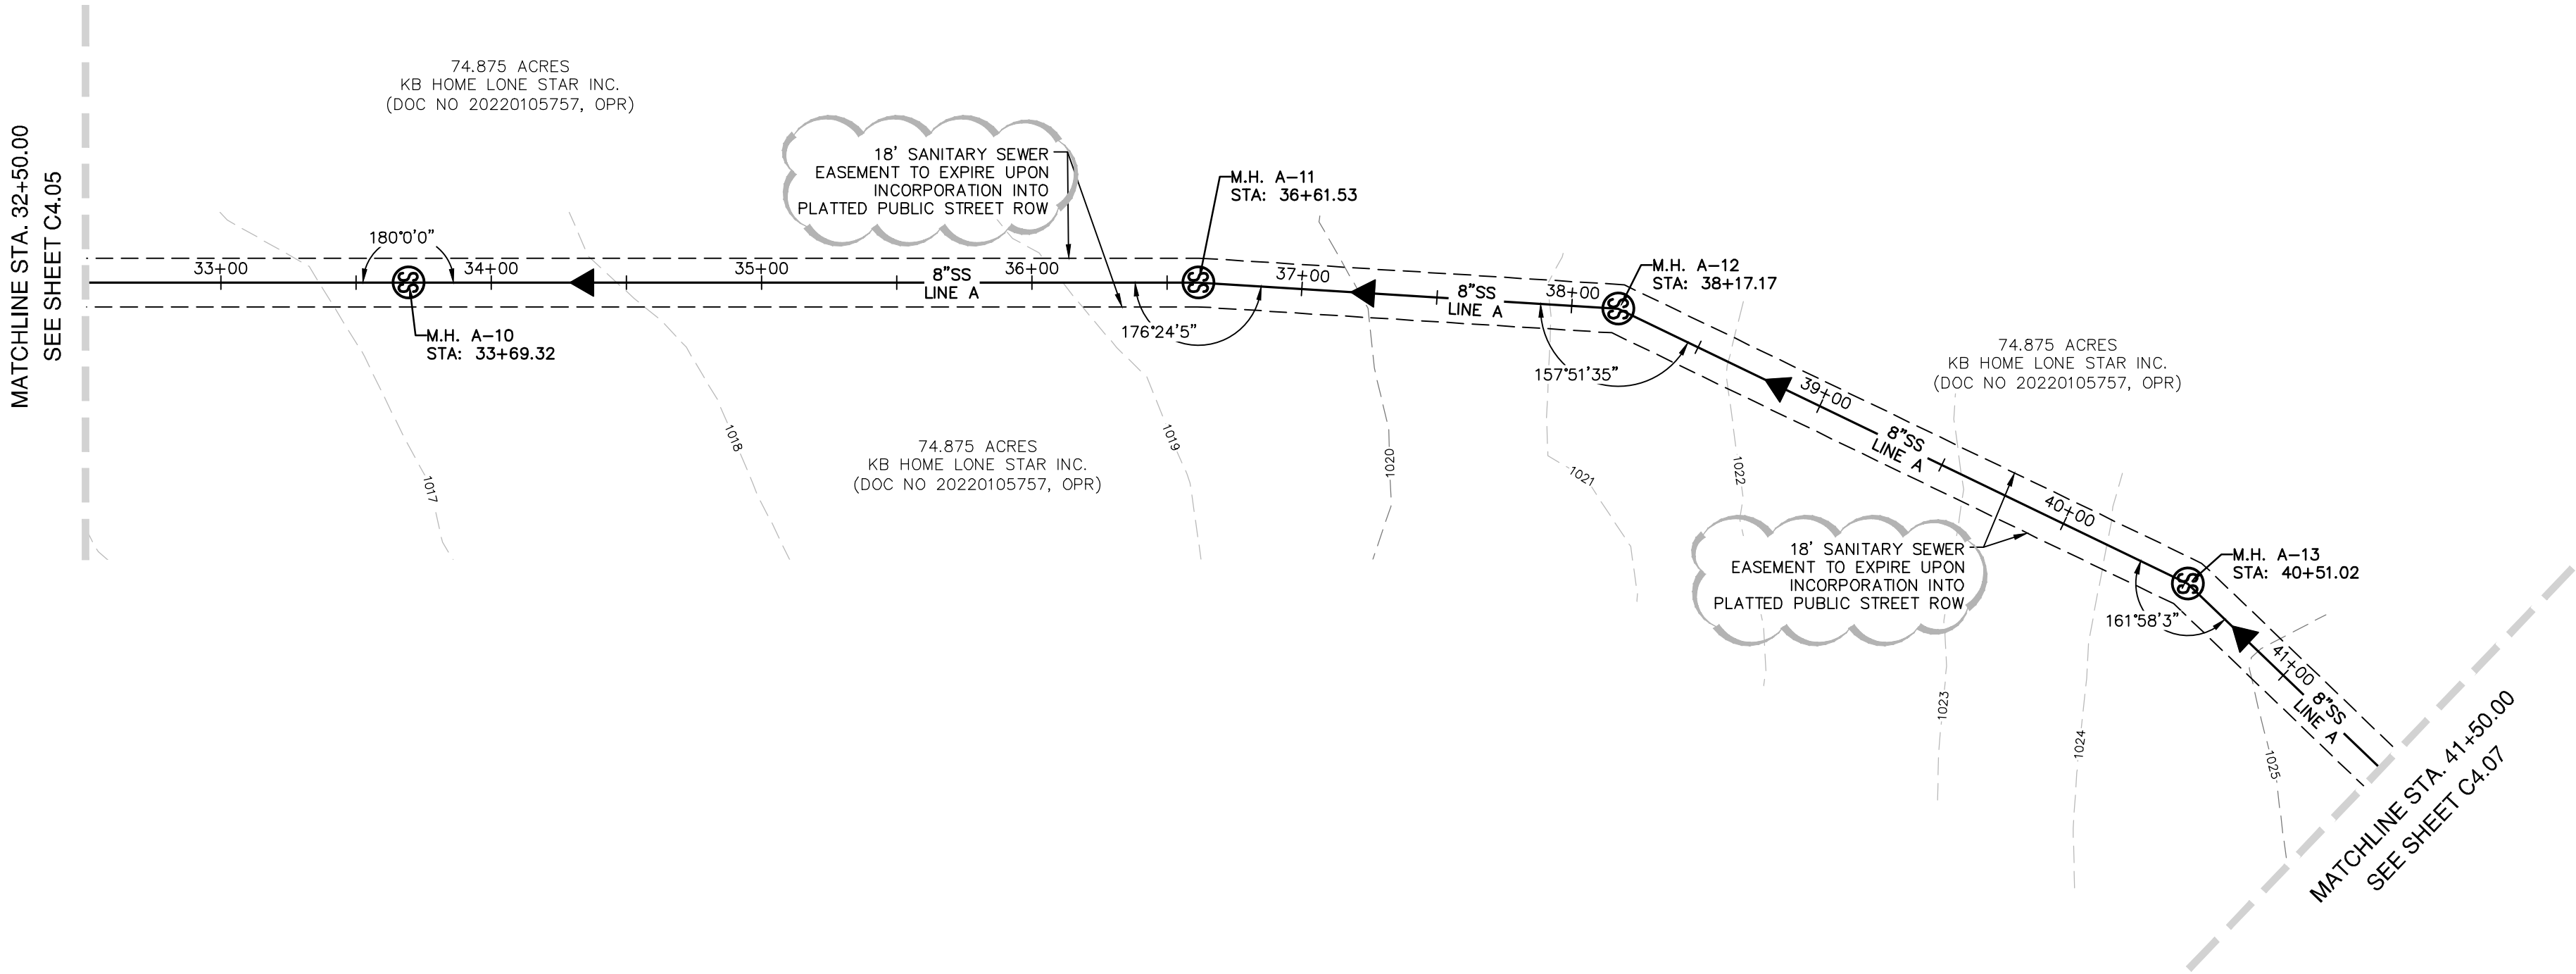 MATCHLINE STA. 32+50.00
SEE SHEET C4.05
74.875 ACRES
KB HOME LONE STAR INC.
(DOC NO 20220105757, OPR)
18' SANITARY SEWER
EASEMENT TO EXPIRE UPON
INCORPORATION INTO
PLATTED PUBLIC STREET ROW
M.H. A-11
STA: 36+61.53
180°0'0"
33+00
34+00
35+00
36+00
37+00
38+00
SS
SS
SS
8"SS
LINE A
8"SS
LINE A
M.H. A-12
STA: 38+17.17
M.H. A-10
STA: 33+69.32
176°24'5"
157°51'35"
74.875 ACRES
KB HOME LONE STAR INC.
(DOC NO 20220105757, OPR)
39+00
8"SS
LINE A
74.875 ACRES
KB HOME LONE STAR INC.
(DOC NO 20220105757, OPR)
1017
1018
1019
1020
1021
1022
40+00
18' SANITARY SEWER
EASEMENT TO EXPIRE UPON
INCORPORATION INTO
PLATTED PUBLIC STREET ROW
M.H. A-13
STA: 40+51.02
SS
161°58'3"
41+00
8"SS
LINE A
1023
1024
1025
MATCHLINE STA. 41+50.00
SEE SHEET C4.07